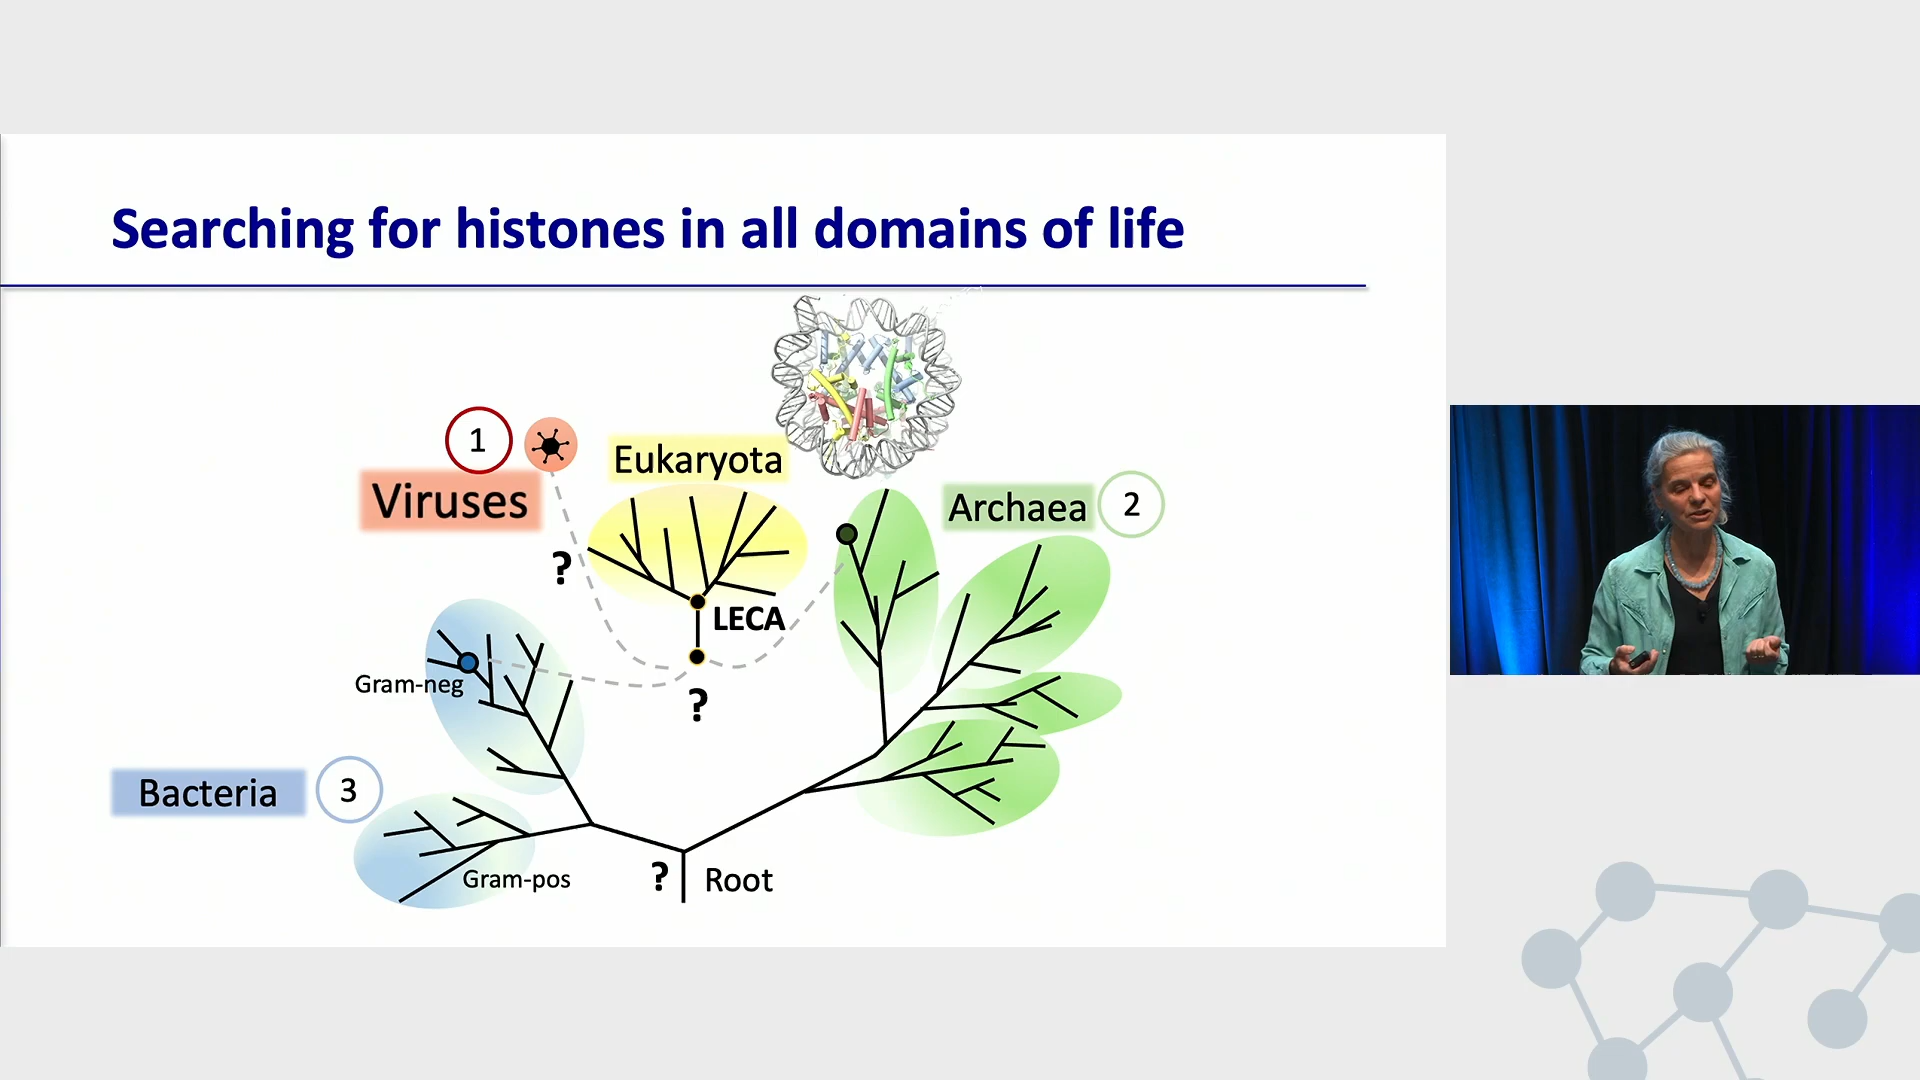 Searching for histones in all domains of life
1
Viruses
Eukaryota
Archaea
2
?
LECA
Gram-neg
?
Bacteria
3
Gram-pos
?
Root